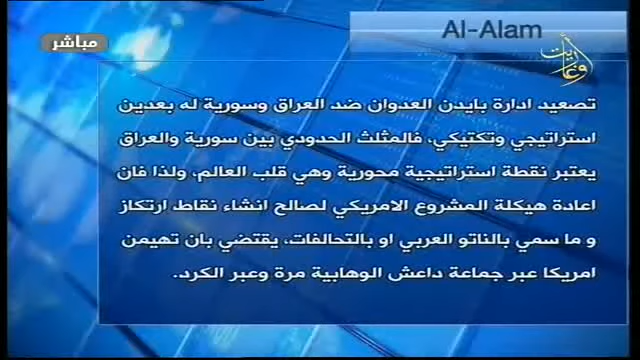 Al-Alam
مباشر
تصعيد ادارة بايدن العدوان ضد العراق وسورية له بعدين
استراتيجي وتكتيكي، فالمثلث الحدودي بين سورية والعراق
يعتبر نقطة استراتيجية محورية وهي قلب العالم، ولذا فان
اعادة هيكلة المشروع الامريكي لصالح انشاء نقاط ارتكاز
و ما سمي بالناتو العربي او بالتحالفات، يقتضي بان تهيمن
امريكا عبر جماعة داعش الوهابية مرة وعبر الكرد.